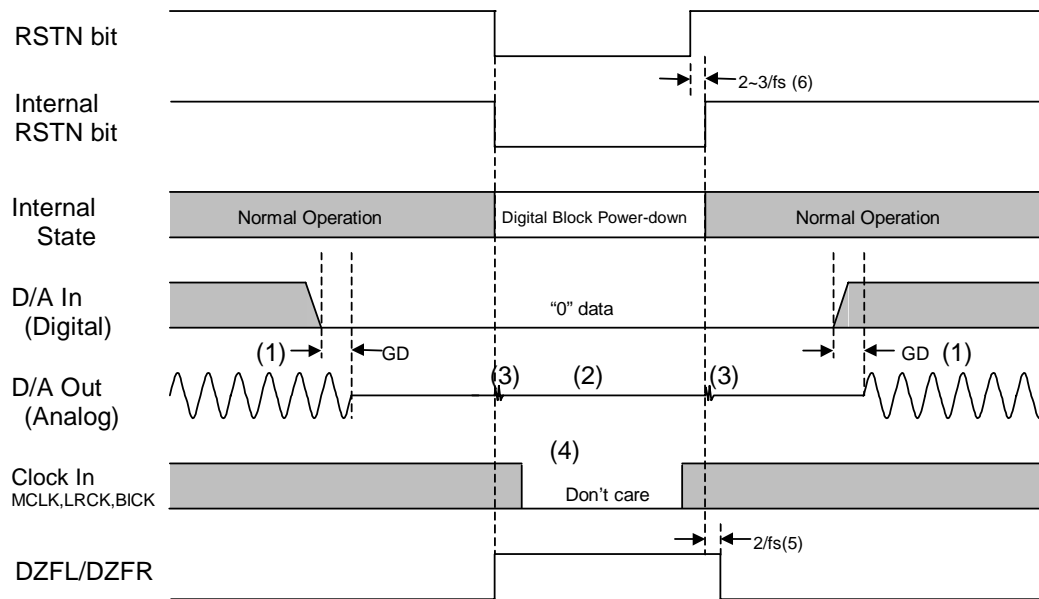 RSTN bit
2~3/fs (6)
Internal
RSTN bit
Internal
State
Normal Operation
Digital Block Power-down
Normal Operation
D/A In
(Digital)
“0” data
(1)
GD
GD
(1)
D/A Out
(Analog)
(3)
(2)
(3)
(4)
Clock In
MCLK,LRCK,BICK
Don’t care
2/fs(5)
DZFL/DZFR